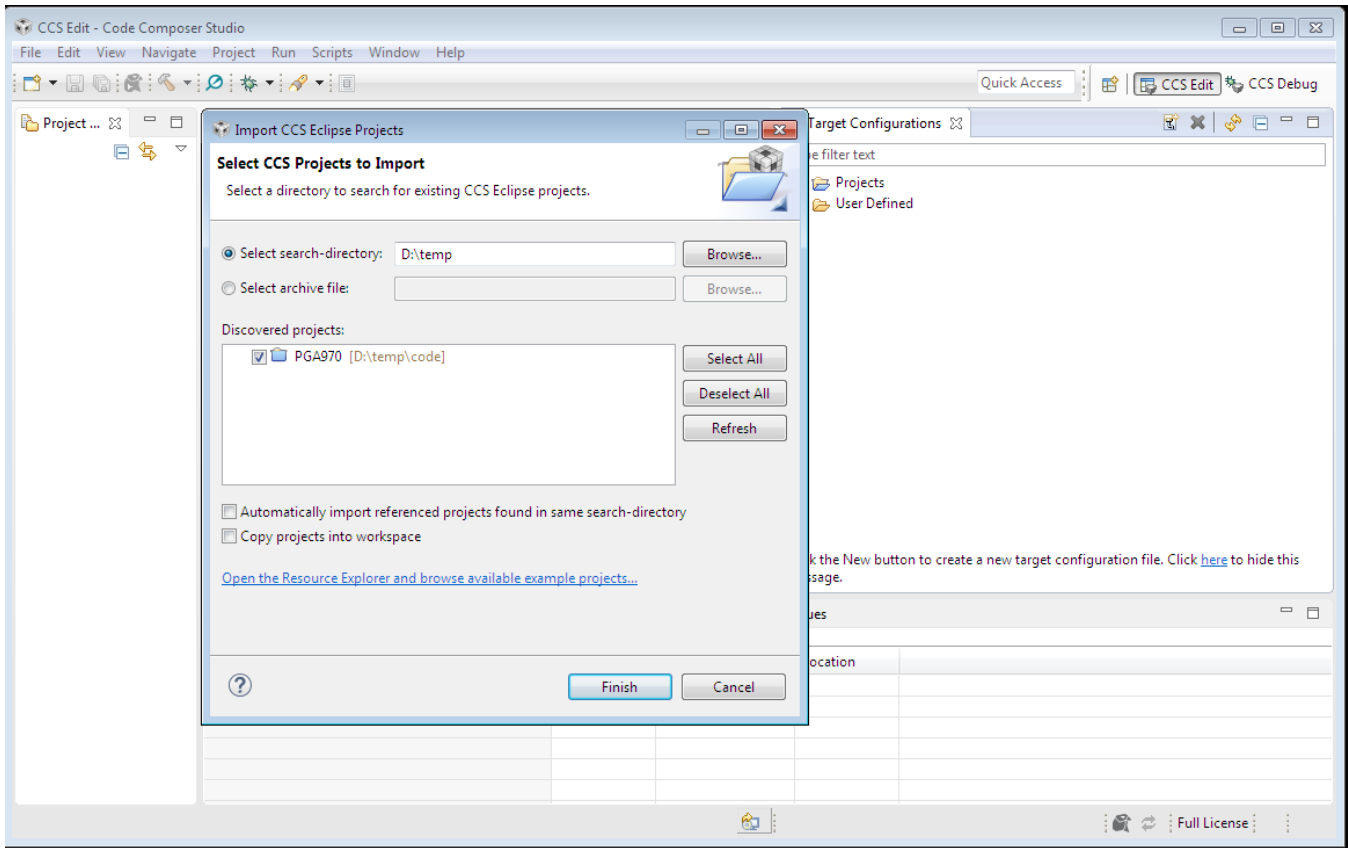 CCS Edit - Code Composer Studio
File Edit View Navigate Project Run Scripts Window Help
Quick Access CCS Edit CCS Debug
Project ...
Import CCS Eclipse Projects
Target Configurations
Select CCS Projects to Import
Select a directory to search for existing CCS Eclipse projects.
filter text
Projects
User Defined
Select search-directory: D:\temp Browse...
Select archive file: Browse...
Discovered projects:
PGA970 [D:\temp\code]
Select All
Deselect All
Refresh
Automatically import referenced projects found in same search-directory
Copy projects into workspace
Open the Resource Explorer and browse available example projects...
k the New button to create a new target configuration file. Click here to hide this
ssage.
ues
ocation
? Finish Cancel
Full License